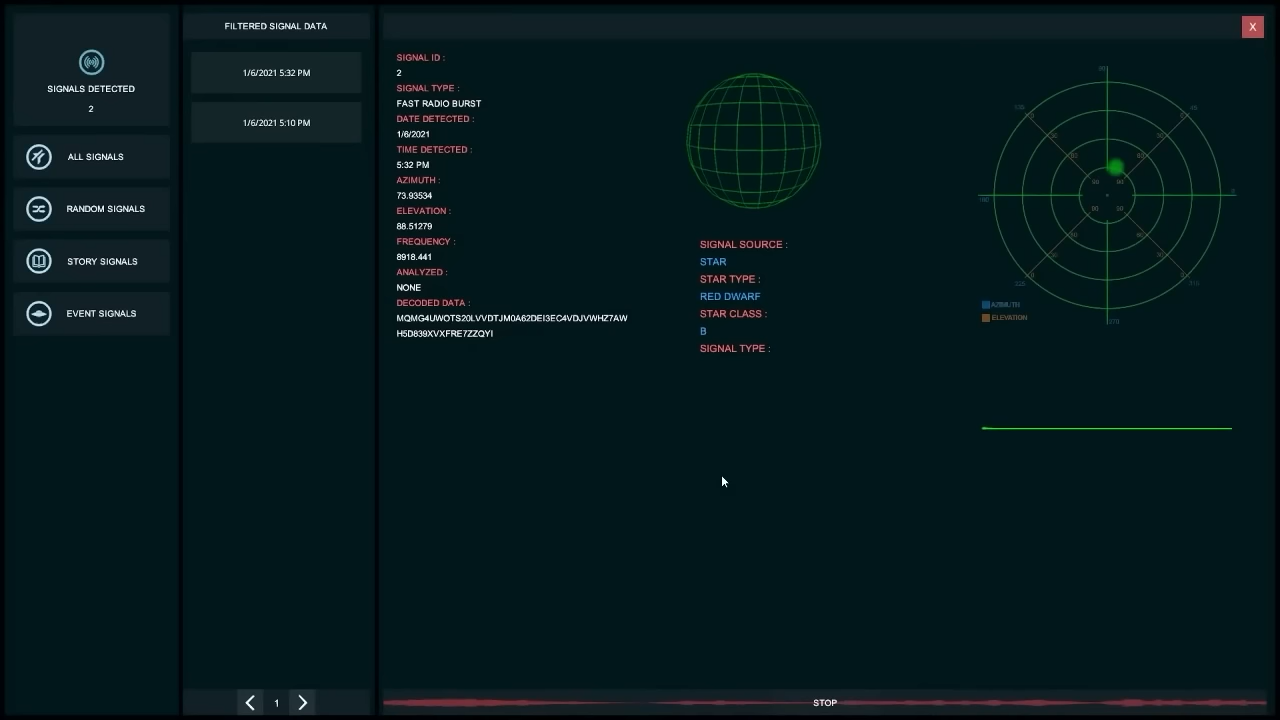 SIGNALS DETECTED
2
ALL SIGNALS
RANDOM SIGNALS
STORY SIGNALS
EVENT SIGNALS
FILTERED SIGNAL DATA
1/6/2021 5:32 PM
1/6/2021 5:10 PM
1
X
SIGNAL ID :
2
SIGNAL TYPE :
FAST RADIO BURST
DATE DETECTED :
1/6/2021
TIME DETECTED :
5:32 PM
AZIMUTH :
73.93534
ELEVATION :
88.51279
FREQUENCY :
8918.441
ANALYZED :
NONE
DECODED DATA :
MQMG4UWOTS20LVVDTJM0A62DEI3EC4VDJVWHZ7AW
H5D839XVXFRE7ZZQYI
SIGNAL SOURCE :
STAR
STAR TYPE :
RED DWARF
STAR CLASS :
B
SIGNAL TYPE :
AZIMUTH
ELEVATION
STOP